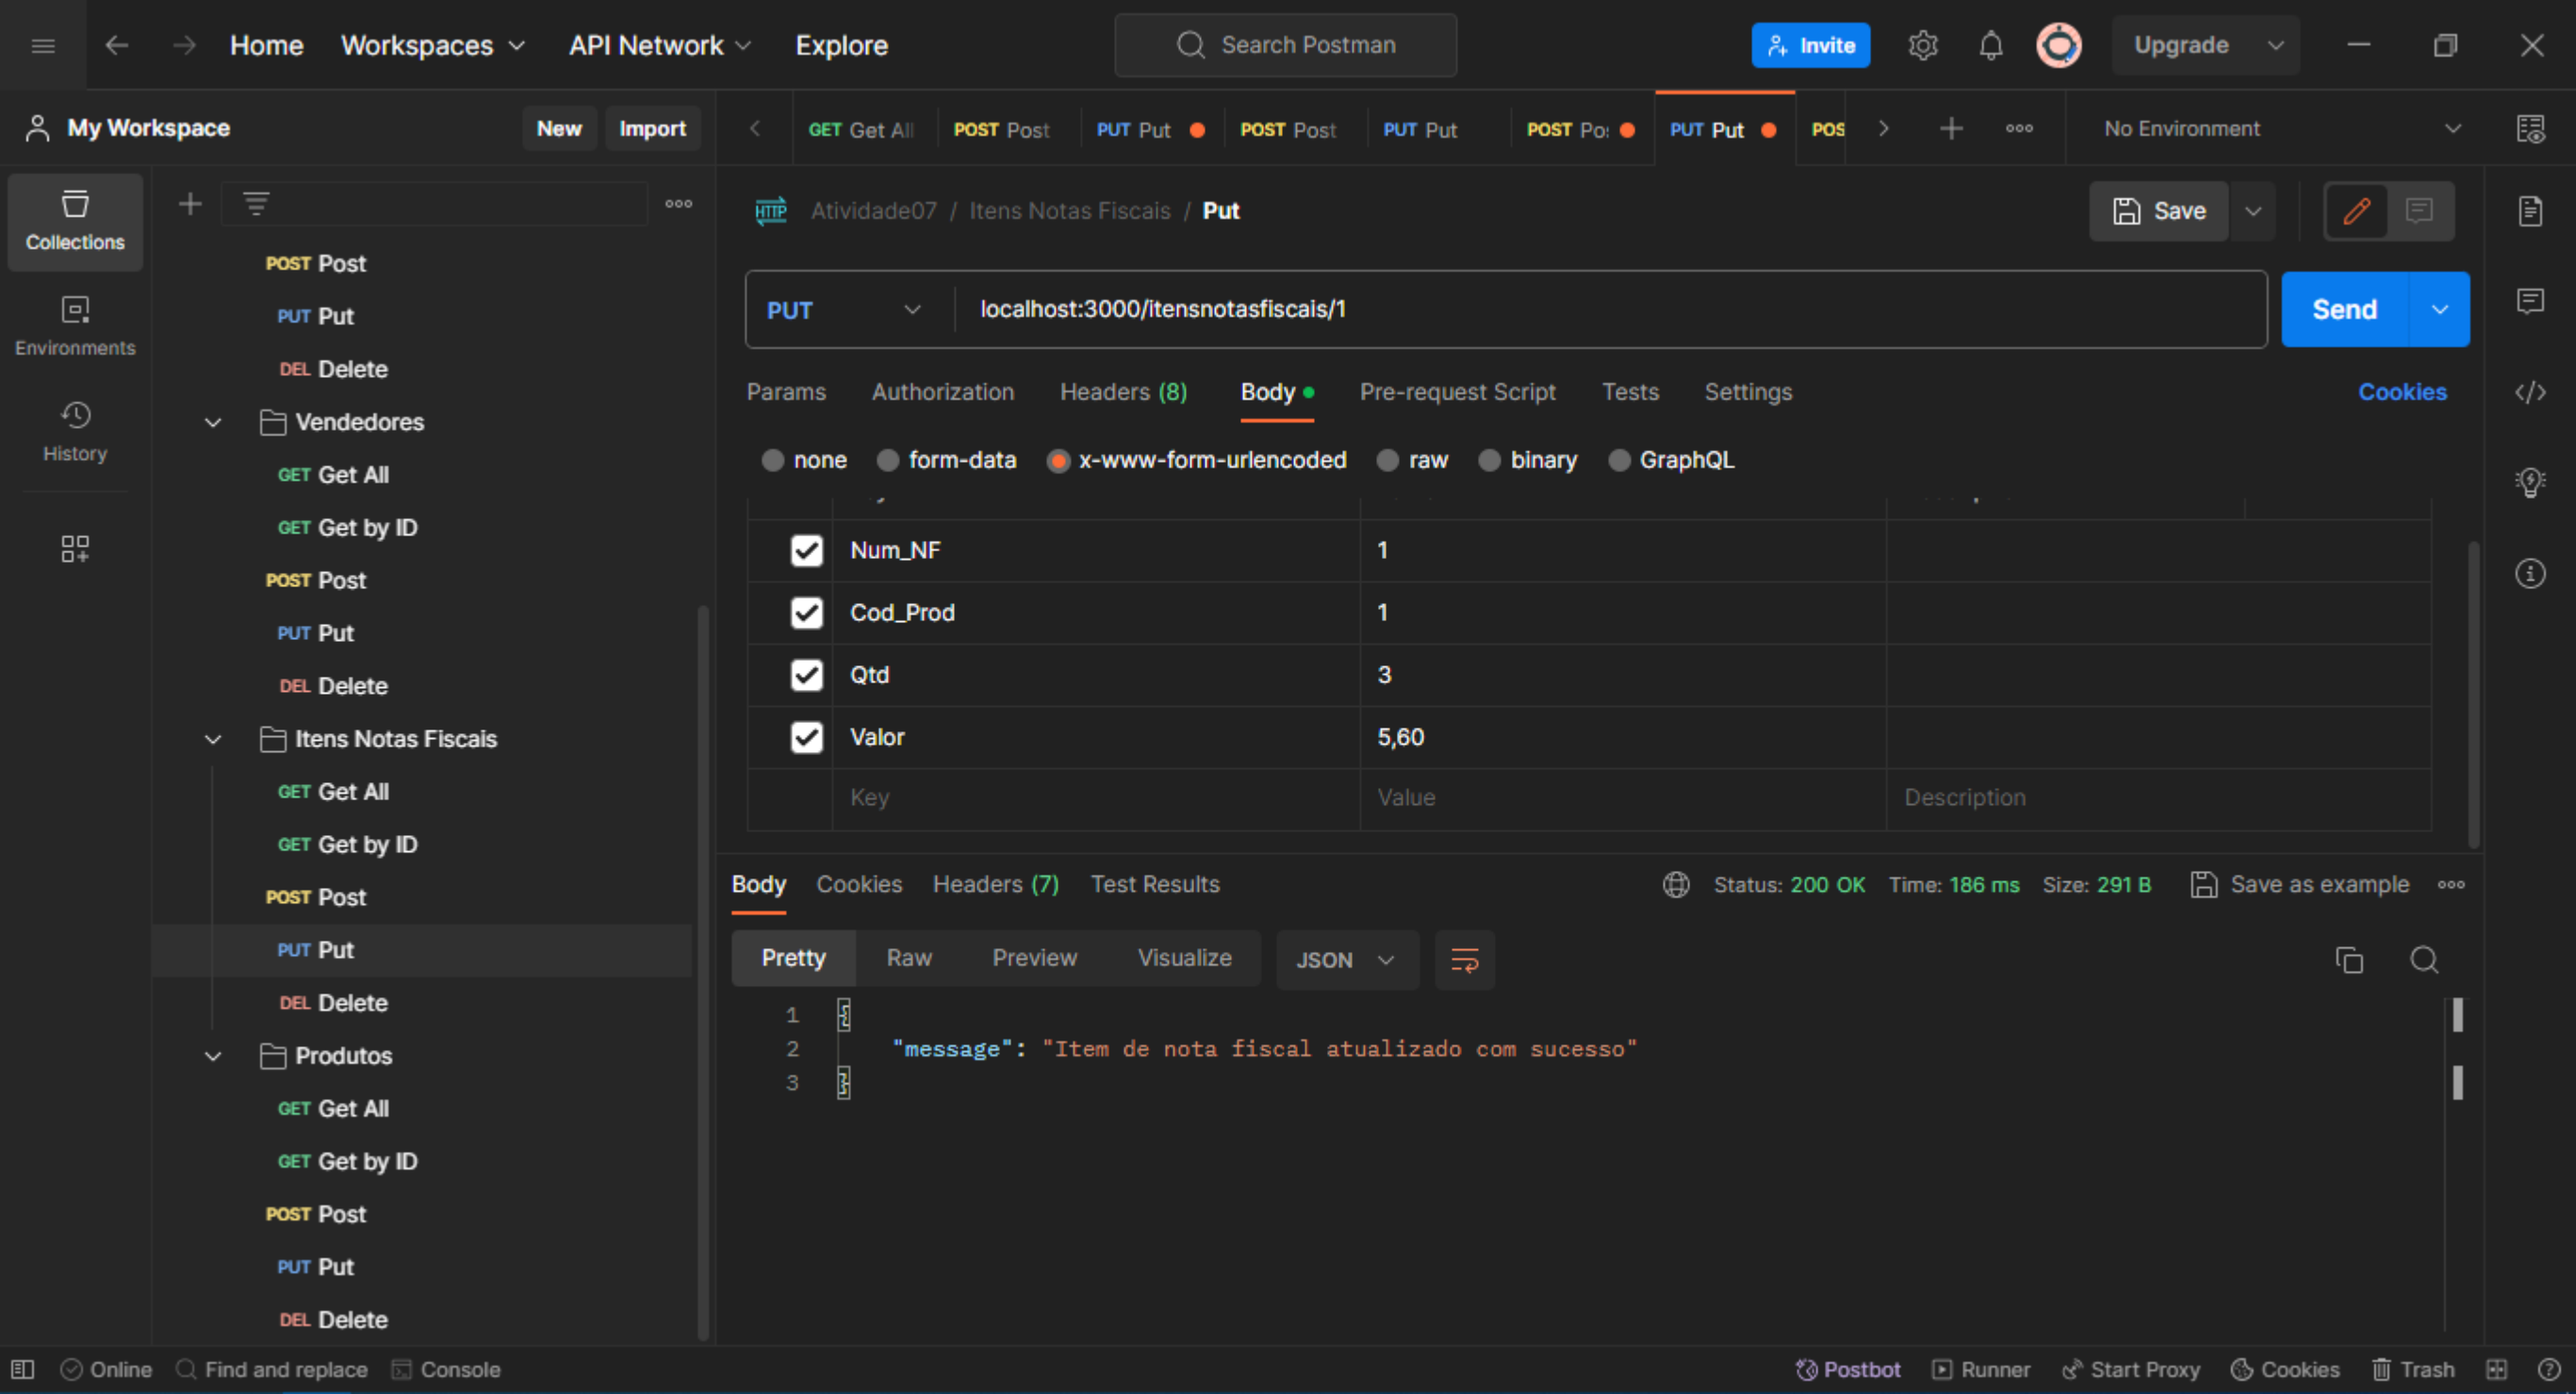 Home Workspaces API Network Explore Search Postman Invite Upgrade
My Workspace New Import
GET Get All POST Post PUT Put POST Post PUT Put POST Po PUT Put POS No Environment
Collections
Environments
History
POST Post
PUT Put
DEL Delete
Vendedores
GET Get All
GET Get by ID
POST Post
PUT Put
DEL Delete
Itens Notas Fiscais
GET Get All
GET Get by ID
POST Post
PUT Put
DEL Delete
Produtos
GET Get All
GET Get by ID
POST Post
PUT Put
DEL Delete
HTTP Atividade07 / Itens Notas Fiscais / Put Save
PUT localhost:3000/itensnotasfiscais/1 Send
Params Authorization Headers (8) Body Pre-request Script Tests Settings Cookies
none form-data x-www-form-urlencoded raw binary GraphQL
Num_NF 1
Cod_Prod 1
Qtd 3
Valor 5,60
Key Value Description
Body Cookies Headers (7) Test Results Status: 200 OK Time: 186 ms Size: 291 B Save as example
Pretty Raw Preview Visualize JSON
1 {
2 "message": "Item de nota fiscal atualizado com sucesso"
3 }
Online Find and replace Console Postbot Runner Start Proxy Cookies Trash